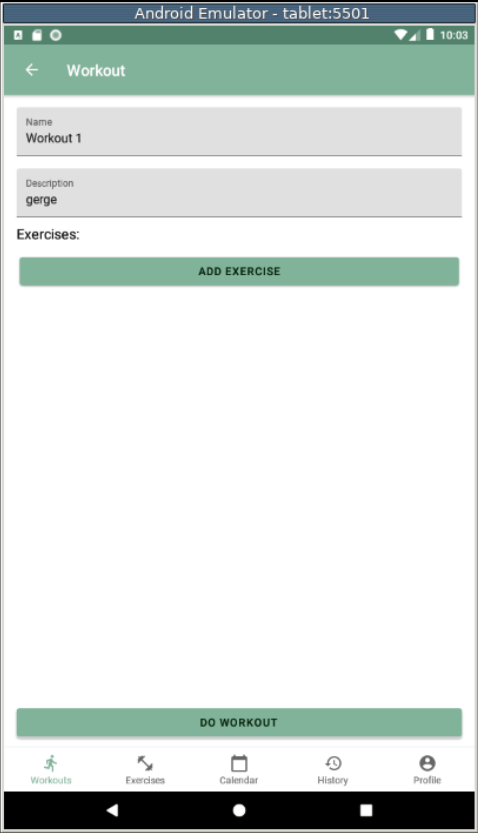 Android Emulator - tablet:5501
10:03
Workout
Name
Workout 1
Description
gerge
Exercises:
ADD EXERCISE
DO WORKOUT
Workouts Exercises Calendar History Profile